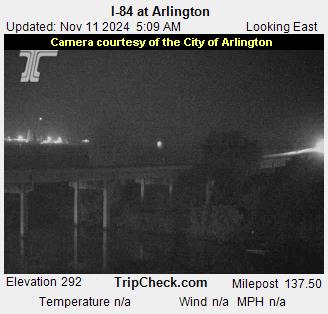 I-84 at Arlington
Updated: Nov 11 2024 5:09 AM Looking East
Camera courtesy of the City of Arlington
Elevation 292 TripCheck.com Milepost 137.50
Temperature n/a Wind n/a MPH n/a